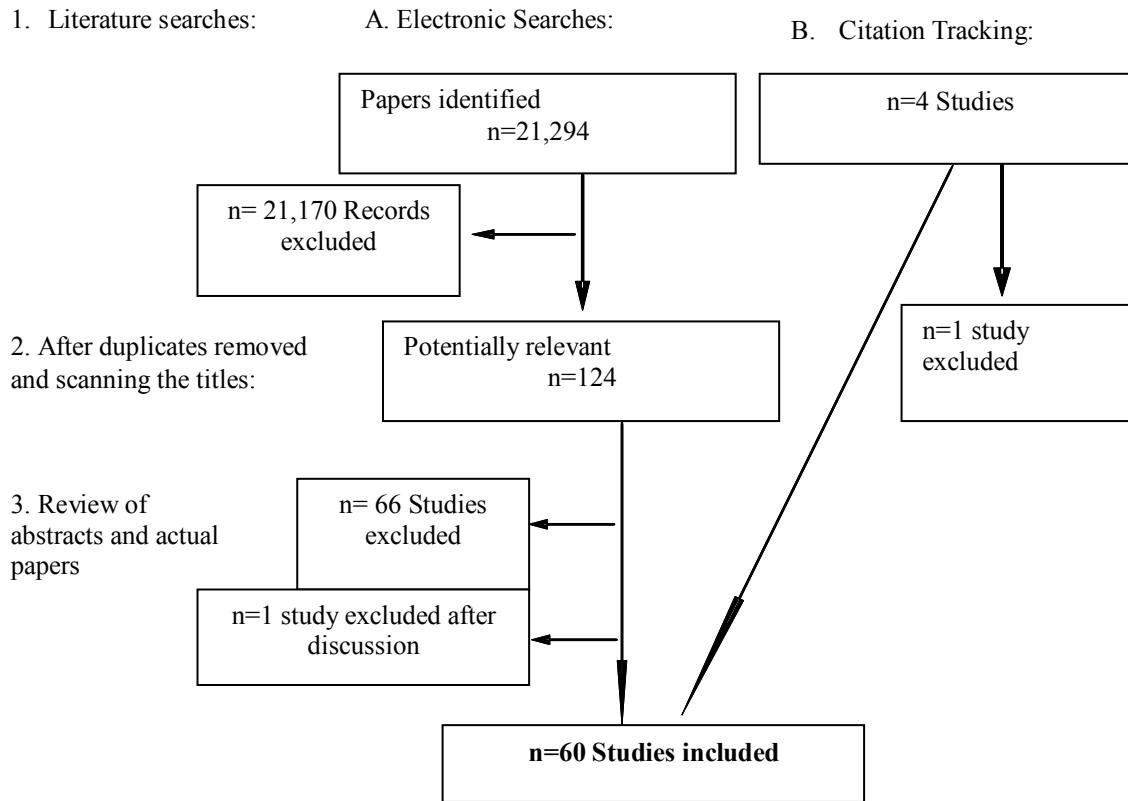 1. Literature searches:
A. Electronic Searches:
B. Citation Tracking:
Papers identified
n=21,294
n=4 Studies
n= 21,170 Records
excluded
2. After duplicates removed
and scanning the titles:
Potentially relevant
n=124
n=1 study
excluded
3. Review of
abstracts and actual
papers
n= 66 Studies
excluded
n=1 study excluded after
discussion
n=60 Studies included